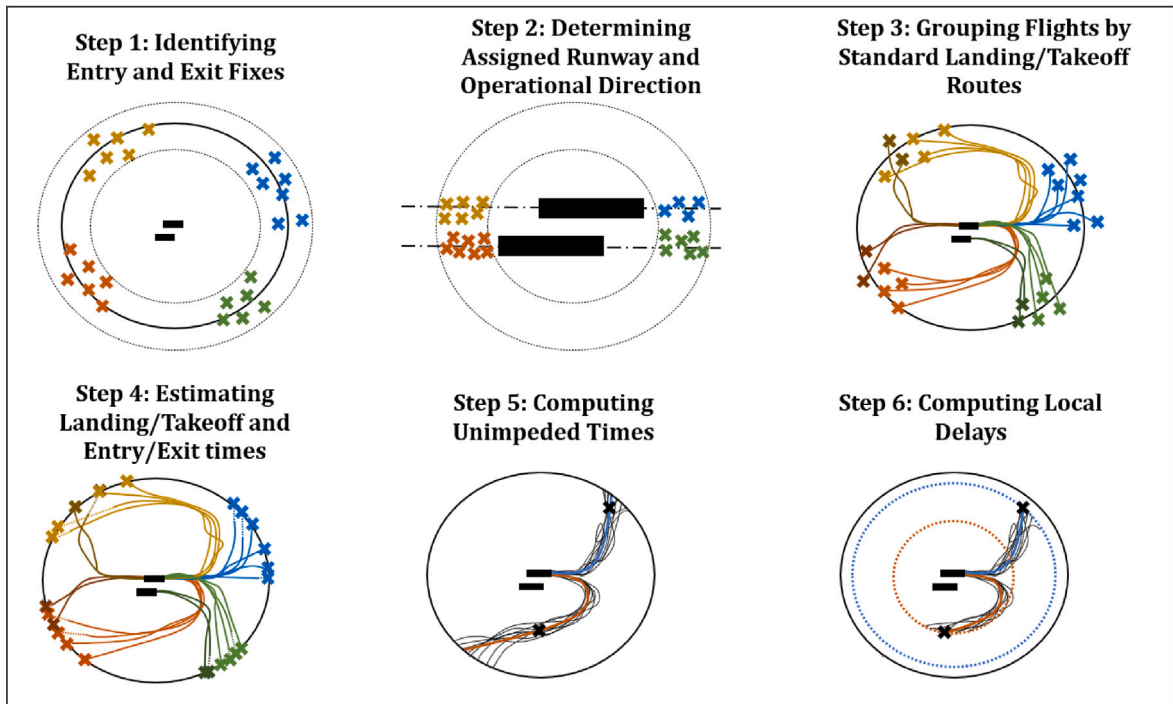 Step 1: Identifying
Entry and Exit Fixes
Step 2: Determining
Assigned Runway and
Operational Direction
Step 3: Grouping Flights by
Standard Landing/Takeoff
Routes
Step 4: Estimating
Landing/Takeoff and
Entry/Exit times
Step 5: Computing
Unimpeded Times
Step 6: Computing Local
Delays